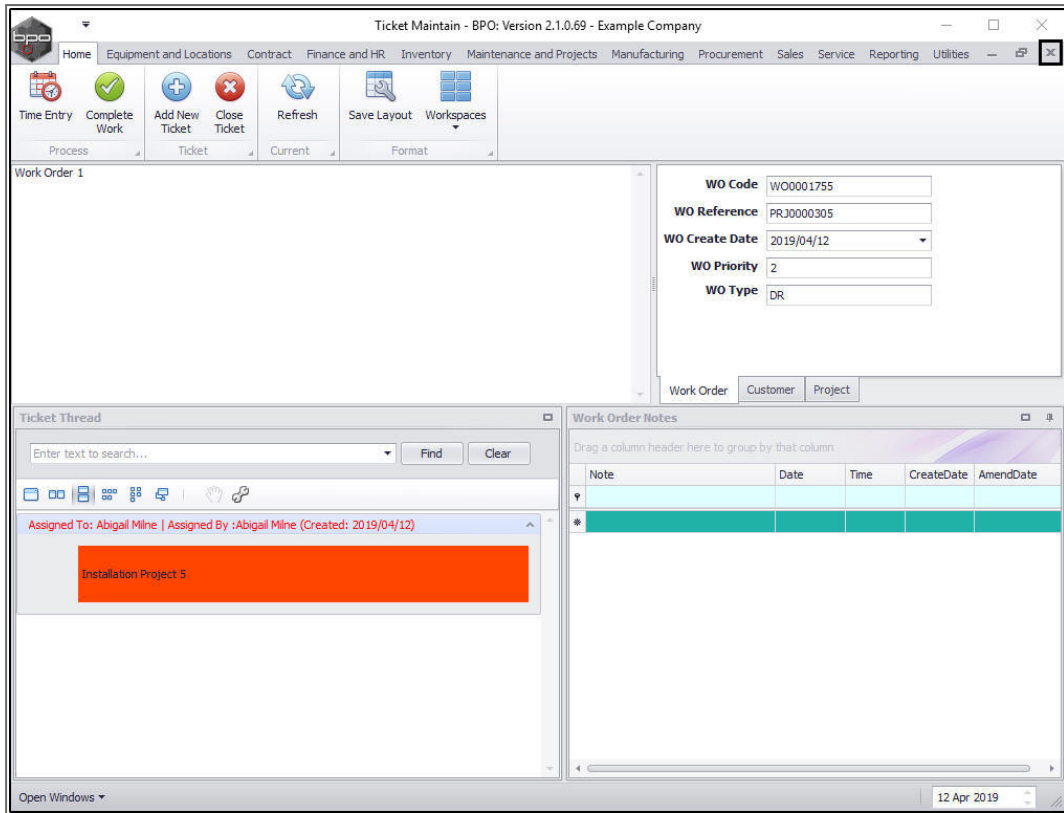 Ticket Maintain - BPO: Version 2.1.0.69 - Example Company
bpo
Home Equipment and Locations Contract Finance and HR Inventory Maintenance and Projects Manufacturing Procurement Sales Service Reporting Utilities
Time Entry Complete Work Add New Ticket Close Ticket Refresh Save Layout Workspaces
Process Ticket Current Format
Work Order 1
WO Code WO0001755
WO Reference PRJ0000305
WO Create Date 2019/04/12
WO Priority 2
WO Type DR
Work Order Customer Project
Ticket Thread
Enter text to search... Find Clear
Assigned To: Abigail Milne | Assigned By :Abigail Milne (Created: 2019/04/12)
Installation Project 5
Work Order Notes
Drag a column header here to group by that column
Note Date Time CreateDate AmendDate
Open Windows 12 Apr 2019